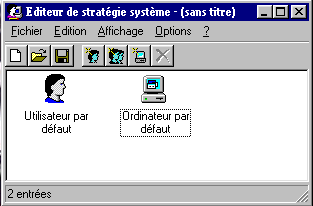 Editeur de stratégie système - (sans titre)
Fichier Edition Affichage Options ?
Utilisateur par
défaut
Ordinateur par
défaut
2 entrées